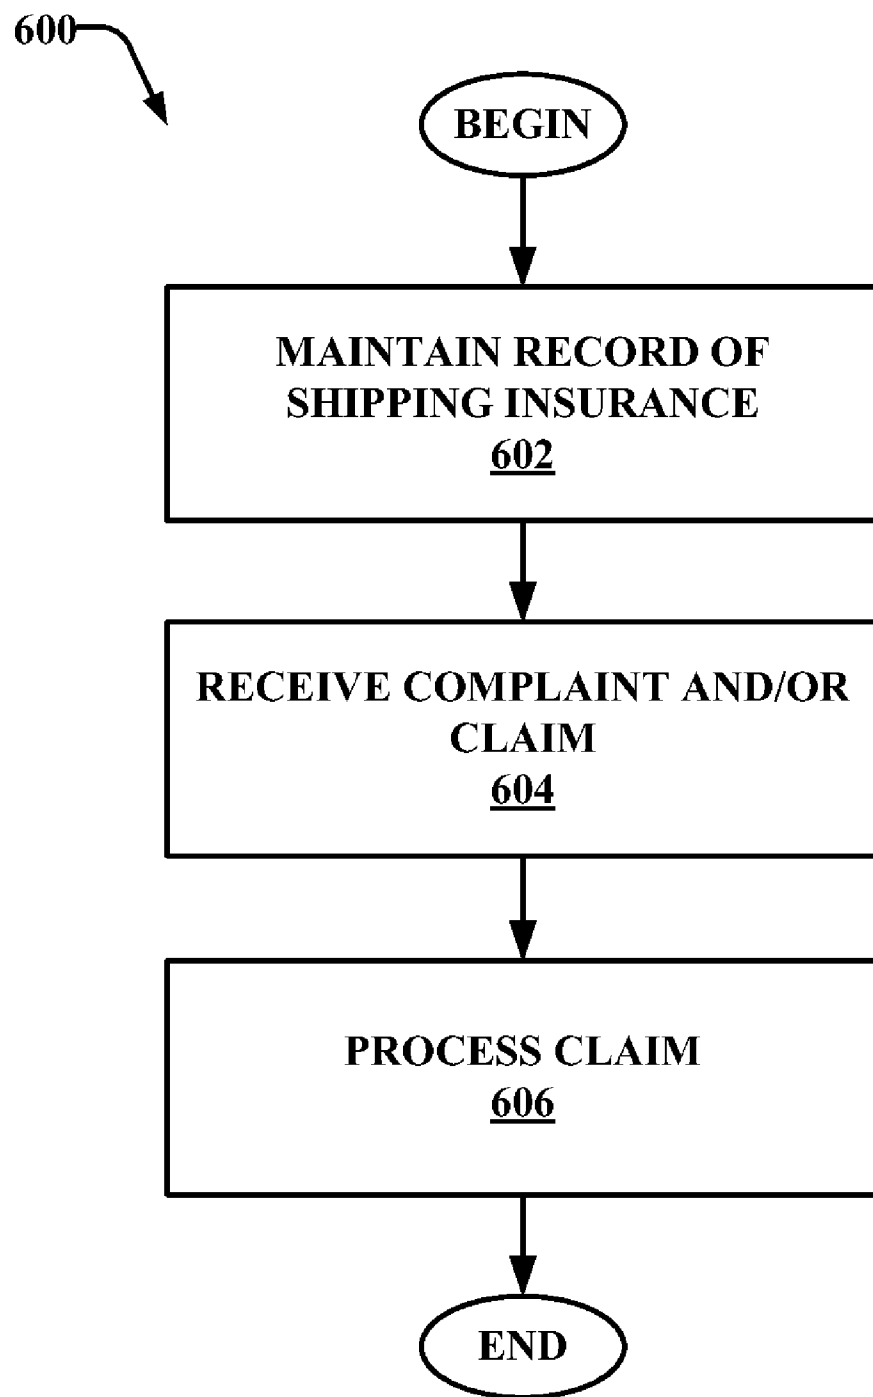 600
BEGIN
MAINTAIN RECORD OF
SHIPPING INSURANCE
602
RECEIVE COMPLAINT AND/OR
CLAIM
604
PROCESS CLAIM
606
END